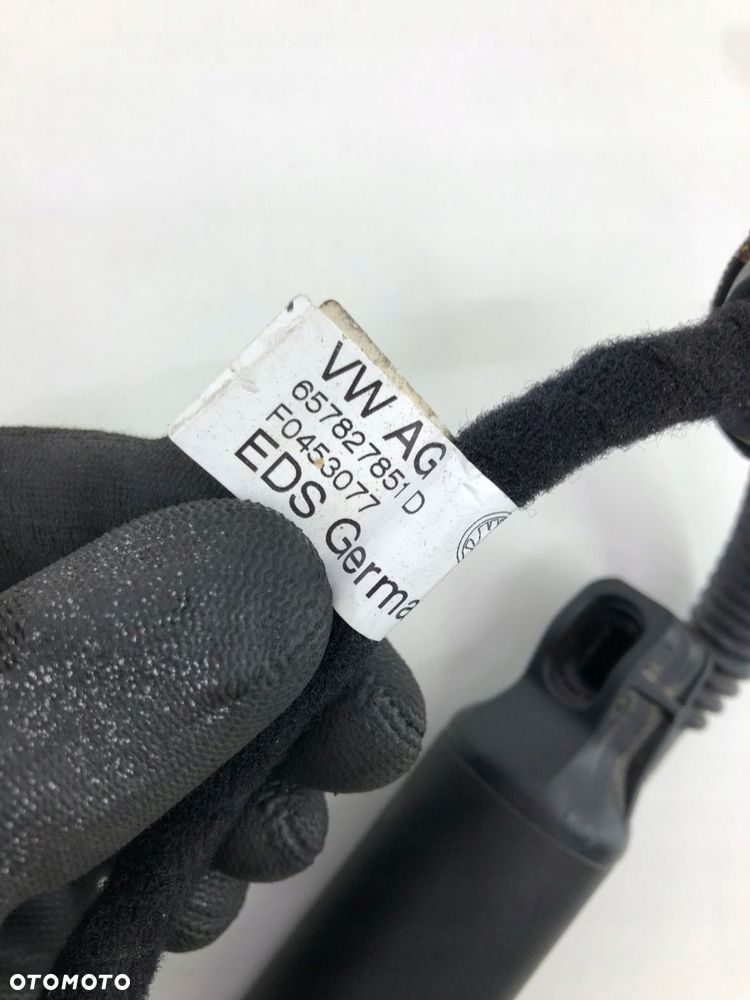 VW AG
657827851D
F0453077
EDS Germa
OTOMOTO